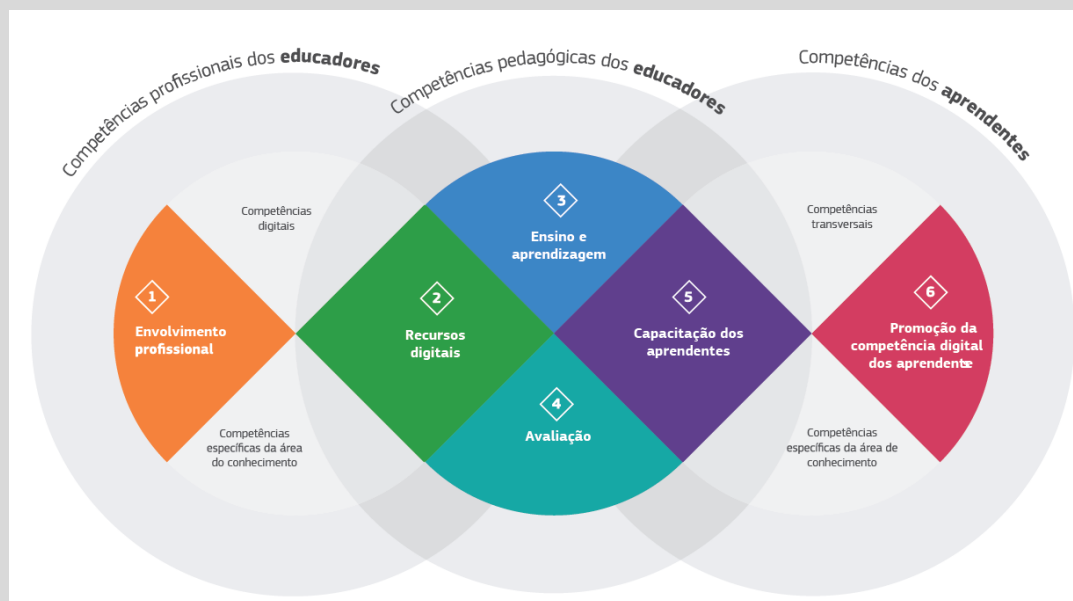 Competências profissionais dos educadores
Competências pedagógicas dos educadores
Competências dos aprendentes
Competências
digitais
1
Envolvimento
profissional
Competências
específicas da área
do conhecimento
2
Recursos
digitais
3
Ensino e
aprendizagem
4
Avaliação
5
Capacitação dos
aprendentes
Competências
transversais
6
Promoção da
competência digital
dos aprendentes
Competências
específicas da área de
conhecimento